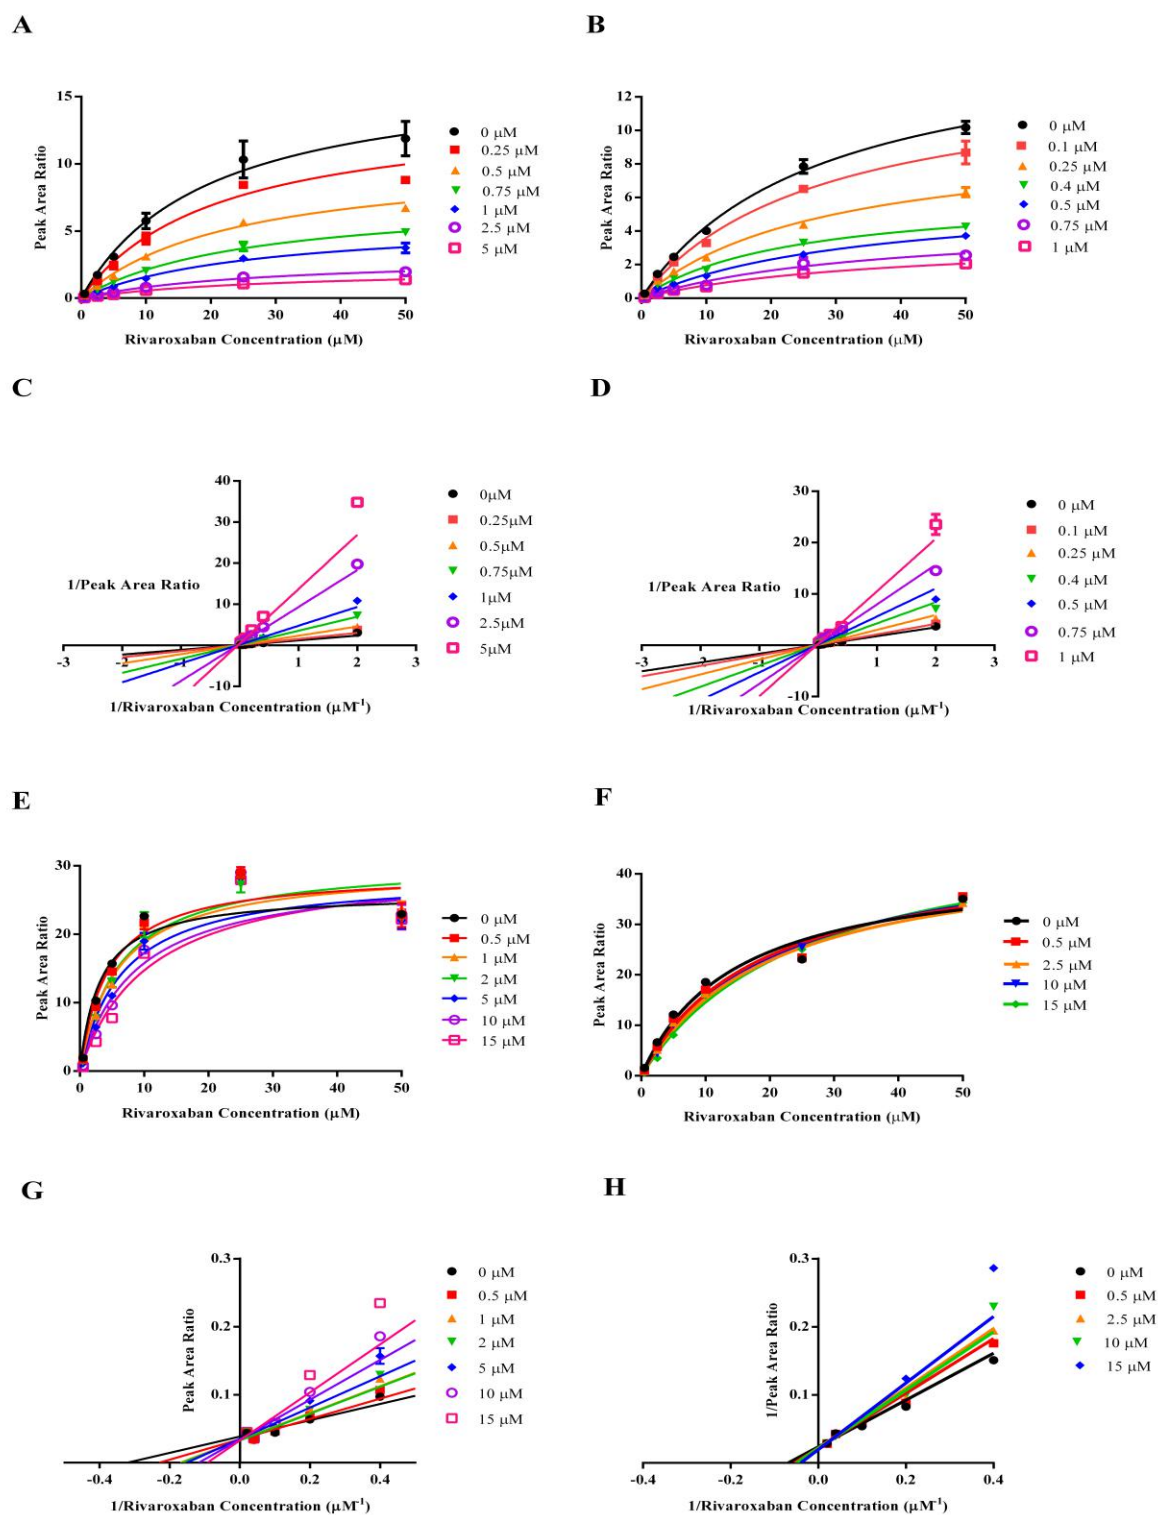 A
B
15
10
5
0
Peak Area Ratio
0 10 20 30 40 50
Rivaroxaban Concentration (μM)
0 μM
0.25 μM
0.5 μM
0.75 μM
1 μM
2.5 μM
5 μM
12
10
8
6
4
2
0
Peak Area Ratio
0 10 20 30 40 50
Rivaroxaban Concentration (μM)
0 μM
0.1 μM
0.25 μM
0.4 μM
0.5 μM
0.75 μM
1 μM
C
D
40
30
20
10
-10
1/Peak Area Ratio
-3 -2 -1 1 2 3
1/Rivaroxaban Concentration (μM-1)
0μM
0.25μM
0.5μM
0.75μM
1μM
2.5μM
5μM
30
20
10
-10
1/Peak Area Ratio
-3 -2 -1 1 2 3
1/Rivaroxaban Concentration (μM-1)
0 μM
0.1 μM
0.25 μM
0.4 μM
0.5 μM
0.75 μM
1 μM
E
F
30
20
10
0
Peak Area Ratio
0 10 20 30 40 50
Rivaroxaban Concentration (μM)
0 μM
0.5 μM
1 μM
2 μM
5 μM
10 μM
15 μM
40
30
20
10
0
Peak Area Ratio
0 10 20 30 40 50
Rivaroxaban Concentration (μM)
0 μM
0.5 μM
2.5 μM
10 μM
15 μM
G
H
0.3
0.2
0.1
Peak Area Ratio
-0.4 -0.2 0.0 0.2 0.4
1/Rivaroxaban Concentration (μM-1)
0 μM
0.5 μM
1 μM
2 μM
5 μM
10 μM
15 μM
0.3
0.2
0.1
1/Peak Area Ratio
-0.4 -0.2 0.0 0.2 0.4
1/Rivaroxaban Concentration (μM-1)
0 μM
0.5 μM
2.5 μM
10 μM
15 μM